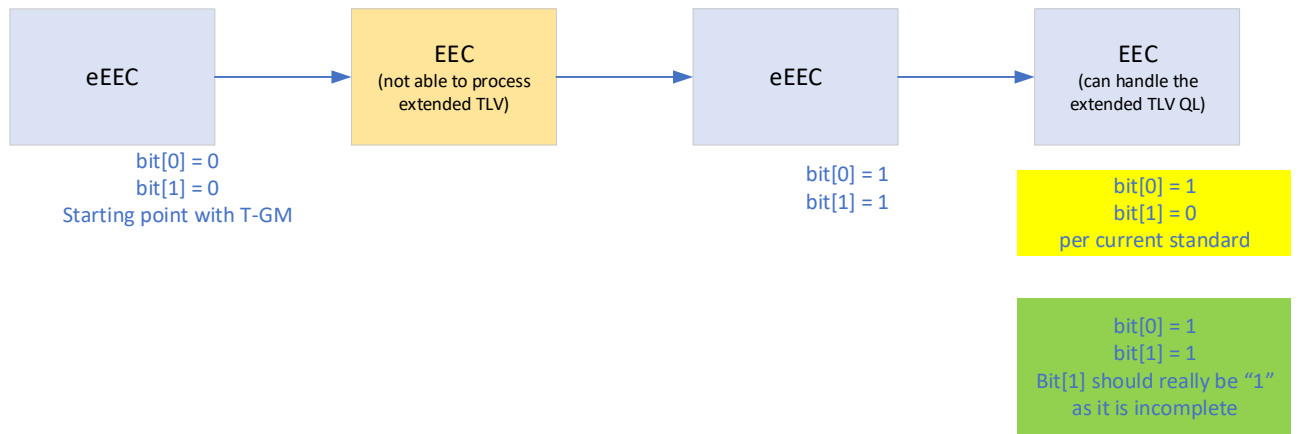 eEEC
EEC
(not able to process
extended TLV)
eEEC
EEC
(can handle the
extended TLV QL)
bit[0] = 0
bit[1] = 0
Starting point with T-GM
bit[0] = 1
bit[1] = 1
bit[0] = 1
bit[1] = 0
per current standard
bit[0] = 1
bit[1] = 1
Bit[1] should really be “1”
as it is incomplete